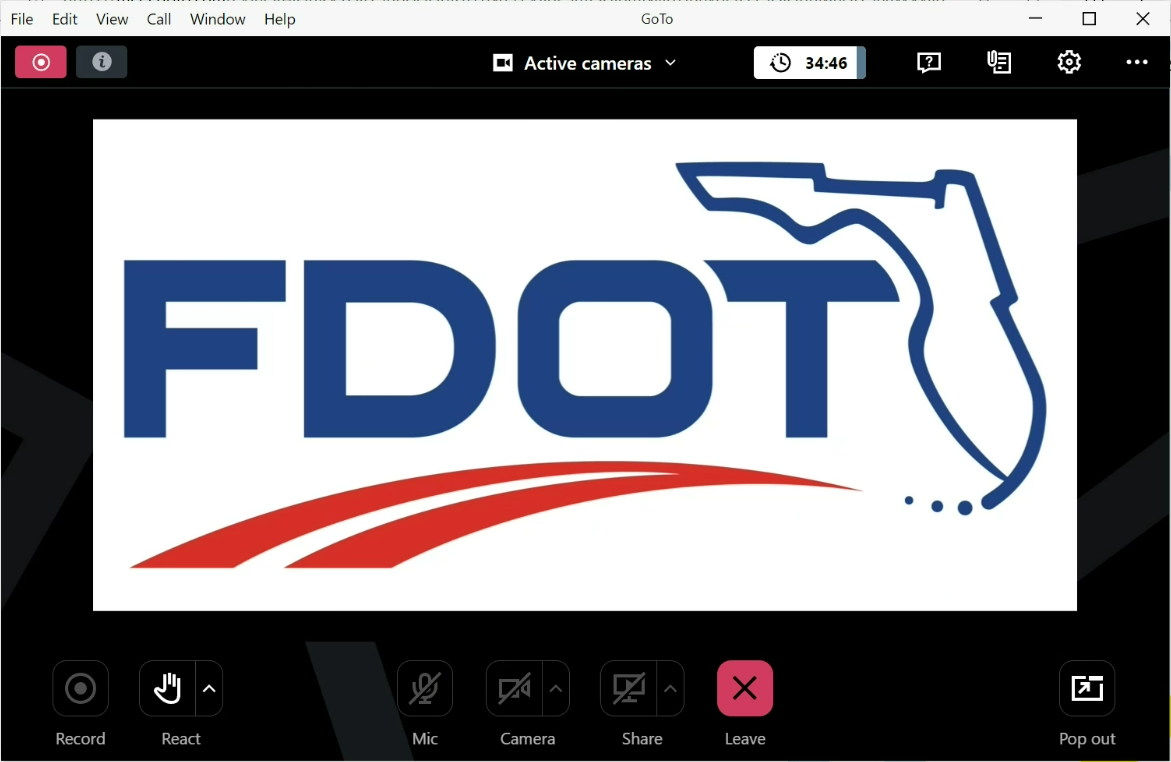 File Edit View Call Window Help GoTo
Active cameras 34:46
FDOT
Record React Mic Camera Share Leave Pop out